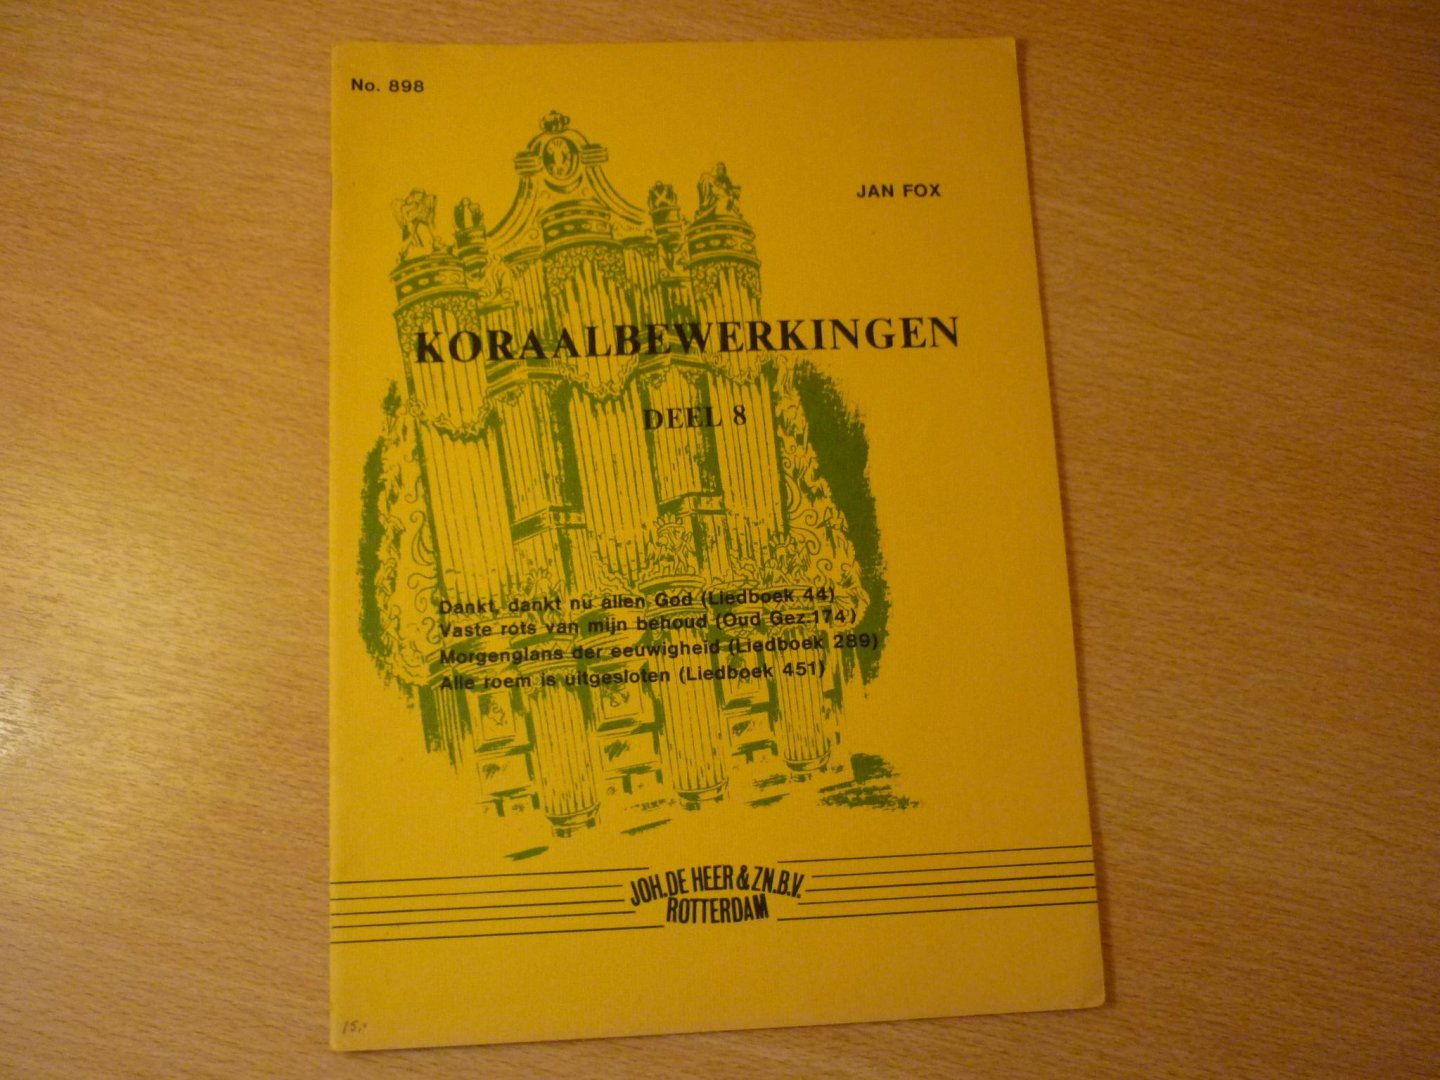 No. 898
JAN FOX
KORAALBEWERKINGEN
DEEL 8
Dankt, dankt nu allen God (Liedboek 44)
Vaste rots van mijn behoud (Oud Gez.174)
Morgenglans der eeuwigheid (Liedboek 289)
Alle roem is uitgesloten (Liedboek 451)
JOH. DE HEER & ZN. B.V.
ROTTERDAM
15,-